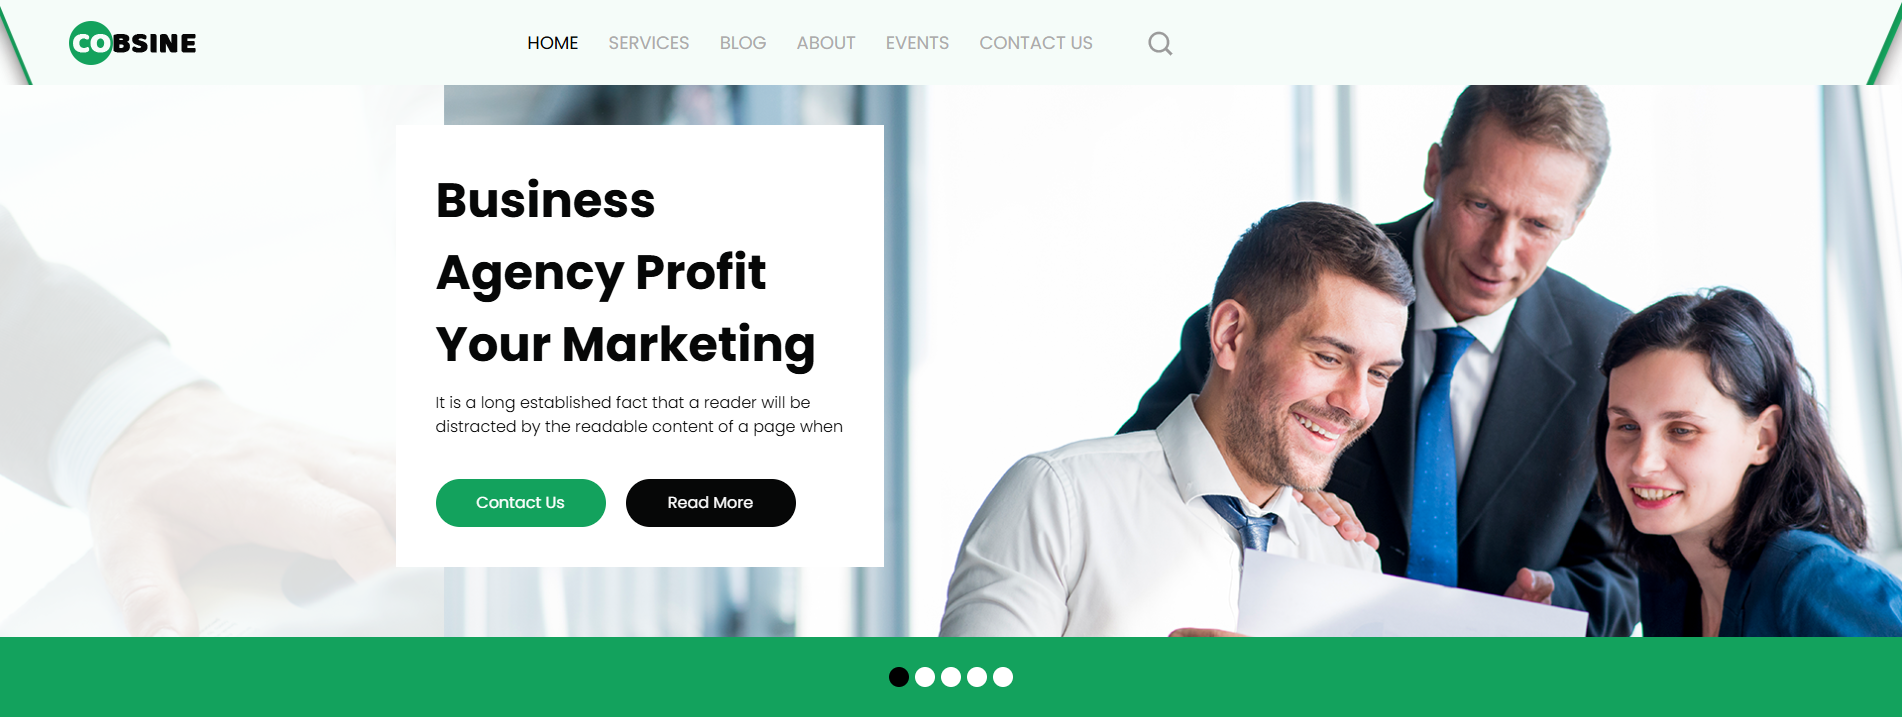 COBSINE
HOME SERVICES BLOG ABOUT EVENTS CONTACT US
Business
Agency Profit
Your Marketing
It is a long established fact that a reader will be
distracted by the readable content of a page when
Contact Us Read More